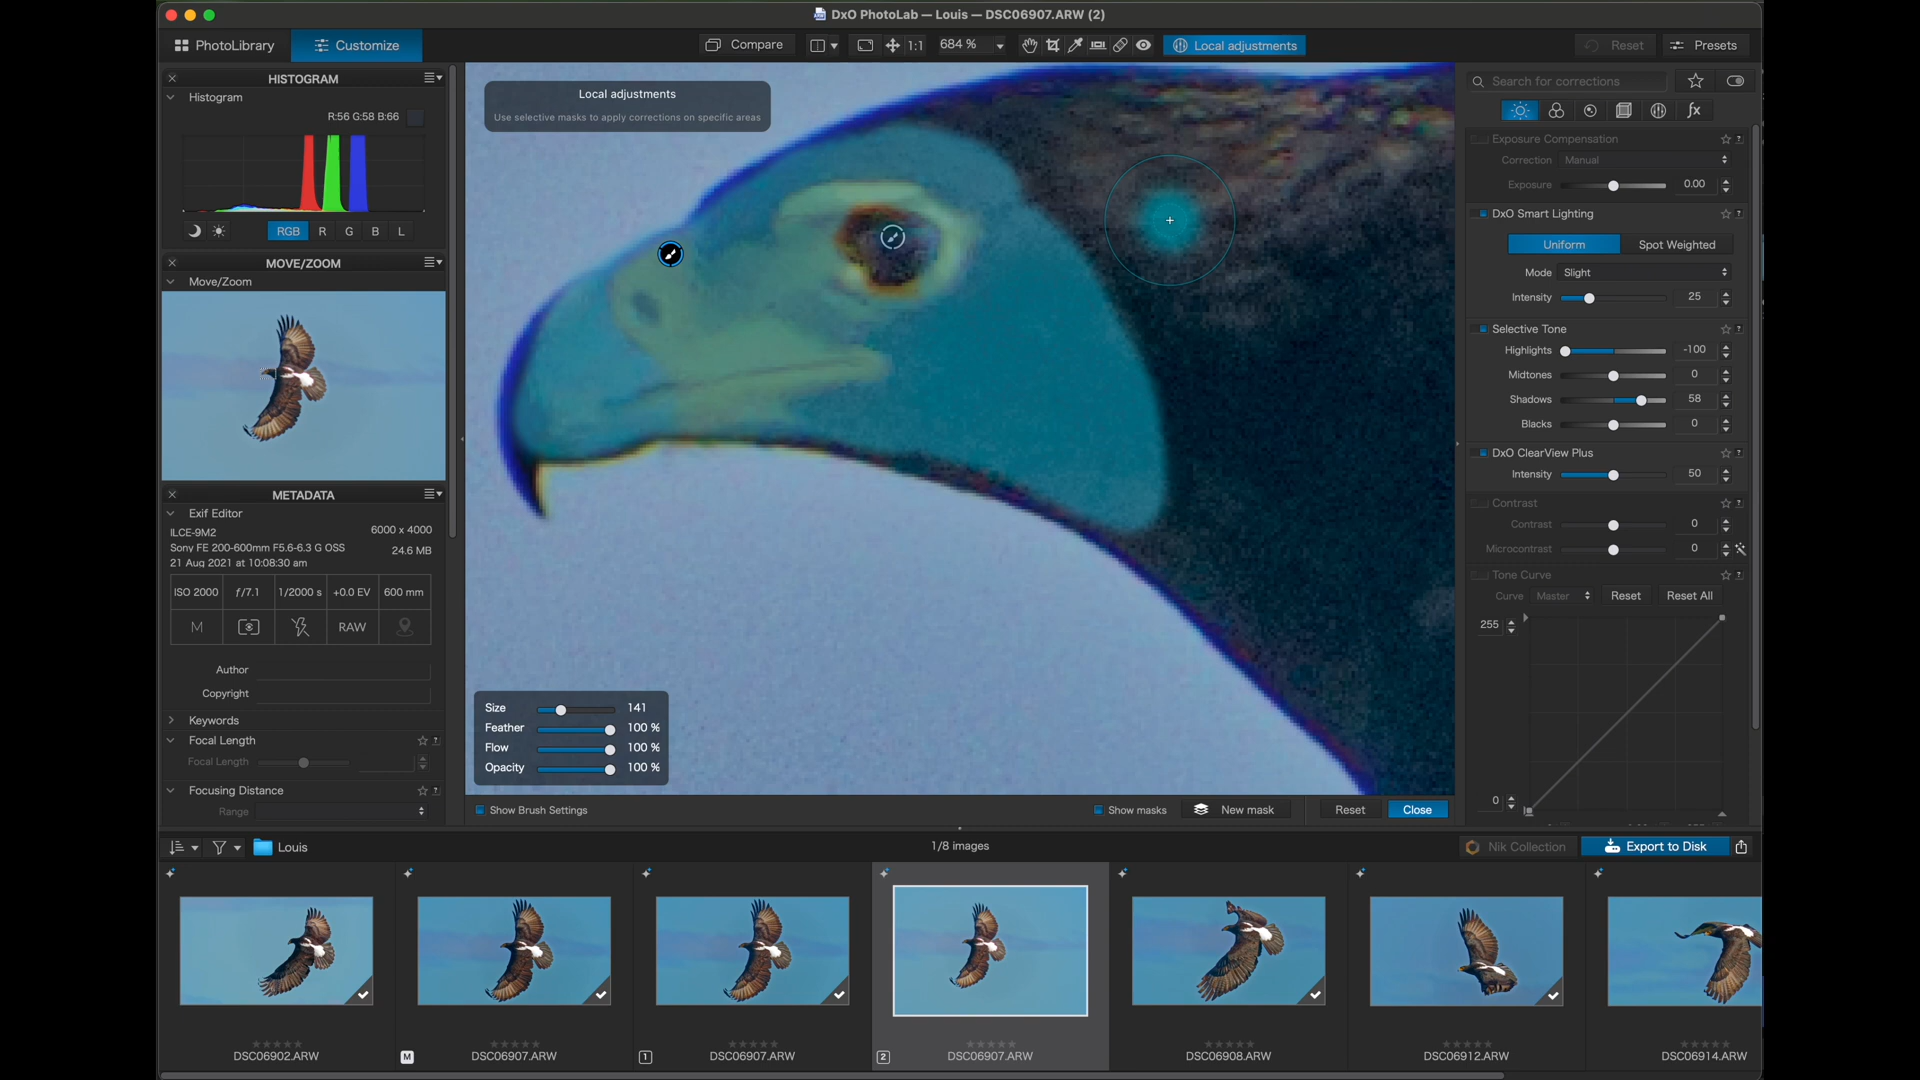 DxO PhotoLab — Louis — DSC06907.ARW (2)
PhotoLibrary
Customize
Compare
1:1
684 %
Local adjustments
Reset
Presets
HISTOGRAM
Histogram
R:56 G:58 B:66
RGB R G B L
MOVE/ZOOM
Move/Zoom
METADATA
Exif Editor
ILCE-9M2 6000 x 4000
Sony FE 200-600mm F5.6-6.3 G OSS 24.6 MB
21 Aug 2021 at 10:08:30 am
ISO 2000 ƒ/7.1 1/2000 s +0.0 EV 600 mm
M RAW
Author
Copyright
Keywords
Focal Length
Focal Length
Focusing Distance
Range
Local adjustments
Use selective masks to apply corrections on specific areas
Size 141
Feather 100 %
Flow 100 %
Opacity 100 %
Show Brush Settings
Show masks
New mask
Reset
Close
Search for corrections
fx
Exposure Compensation
Correction Manual
Exposure 0.00
DxO Smart Lighting
Uniform Spot Weighted
Mode Slight
Intensity 25
Selective Tone
Highlights -100
Midtones 0
Shadows 58
Blacks 0
DxO ClearView Plus
Intensity 50
Contrast
Contrast 0
Microcontrast 0
Tone Curve
Curve Master Reset Reset All
255
0
Louis
1/8 images
Nik Collection
Export to Disk
DSC06902.ARW
M DSC06907.ARW
1 DSC06907.ARW
2 DSC06907.ARW
DSC06908.ARW
DSC06912.ARW
DSC06914.ARW